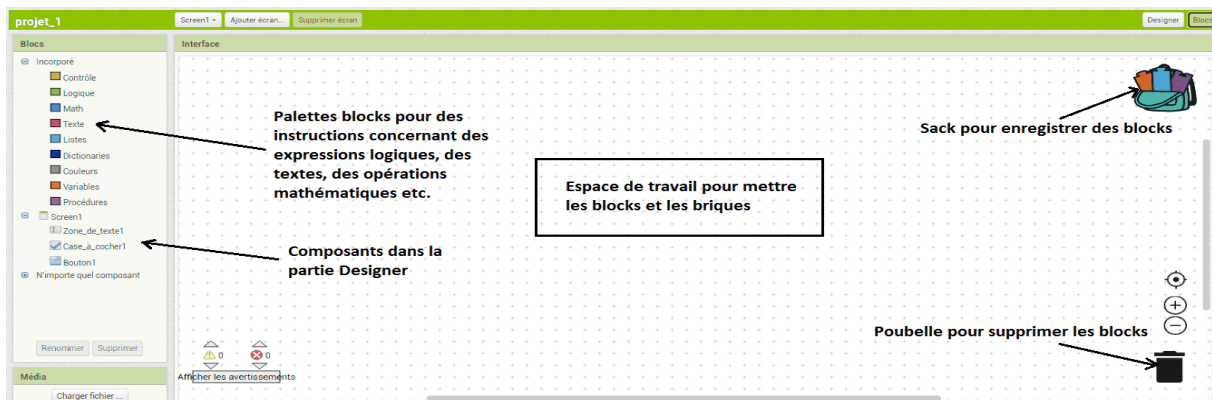 projet_1
Screen1
Ajouter écran...
Supprimer écran
Designer
Blocs
Blocs
Interface
Incorporé
Contrôle
Logique
Math
Texte
Listes
Dictionaries
Couleurs
Variables
Procédures
Screen1
Zone_de_texte1
Case_à_cocher1
Bouton1
N'importe quel composant
Renommer
Supprimer
Média
Charger fichier ...
Palettes blocks pour des
instructions concernant des
expressions logiques, des
textes, des opérations
mathématiques etc.
Composants dans la
partie Designer
Espace de travail pour mettre
les blocks et les briques
Sack pour enregistrer des blocks
Poubelle pour supprimer les blocks
0
0
Afficher les avertissements